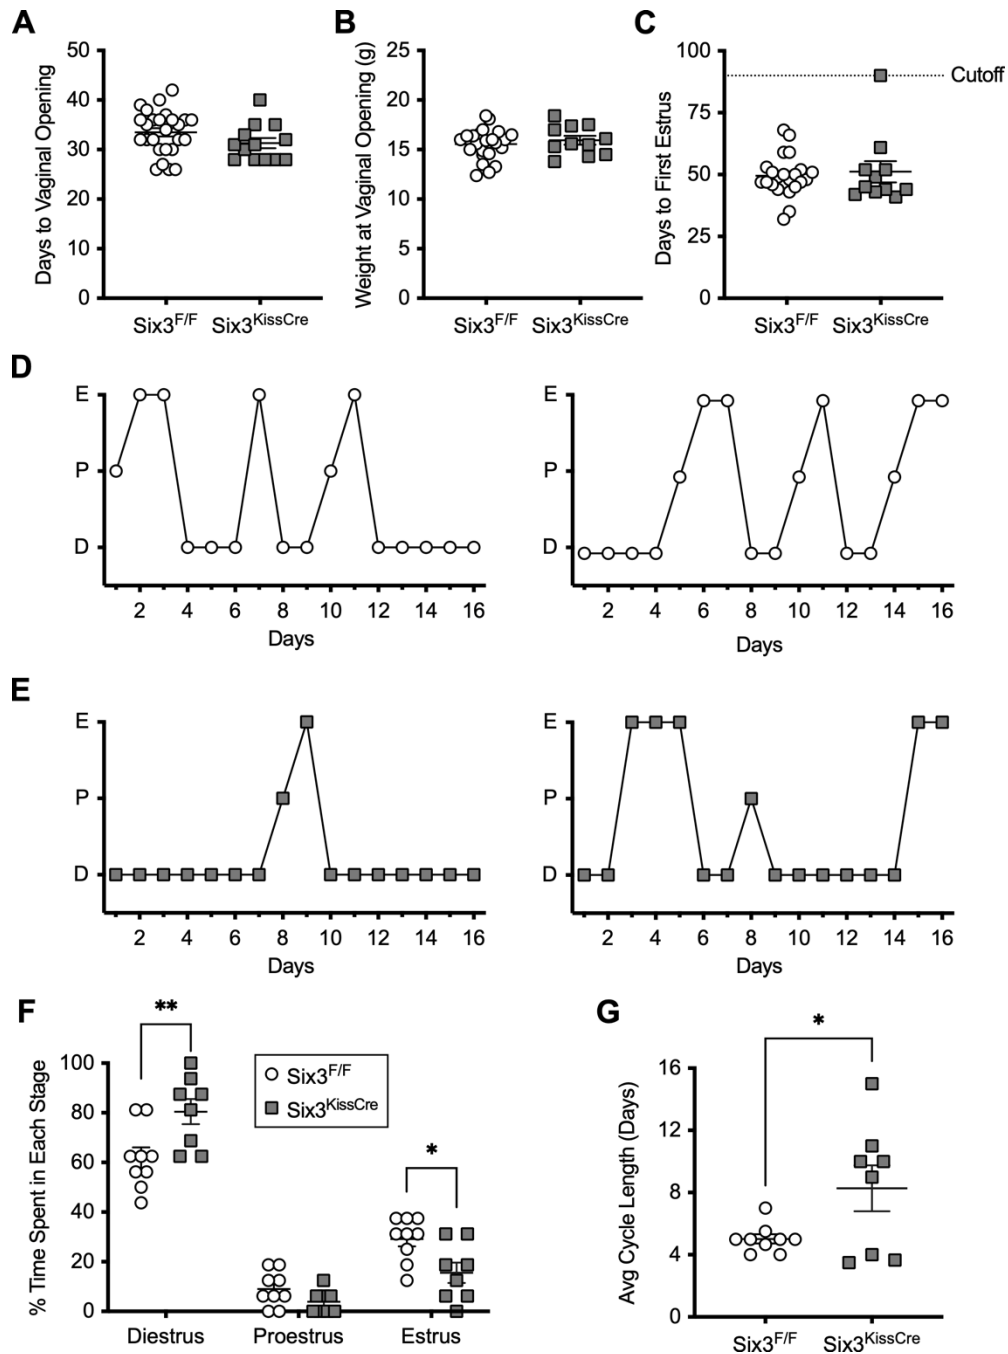 A
50
40
30
20
10
0
Days to Vaginal Opening
Six3F/F
Six3KissCre
B
25
20
15
10
5
0
Weight at Vaginal Opening (g)
Six3F/F
Six3KissCre
C
100
75
50
25
0
Days to First Estrus
Cutoff
Six3F/F
Six3KissCre
D
E
P
D
2 4 6 8 10 12 14 16
Days
2 4 6 8 10 12 14 16
Days
E
E
P
D
2 4 6 8 10 12 14 16
Days
2 4 6 8 10 12 14 16
Days
F
100
80
60
40
20
0
% Time Spent in Each Stage
**
Six3F/F
Six3KissCre
*
Diestrus Proestrus Estrus
G
16
12
8
4
0
Avg Cycle Length (Days)
*
Six3F/F
Six3KissCre